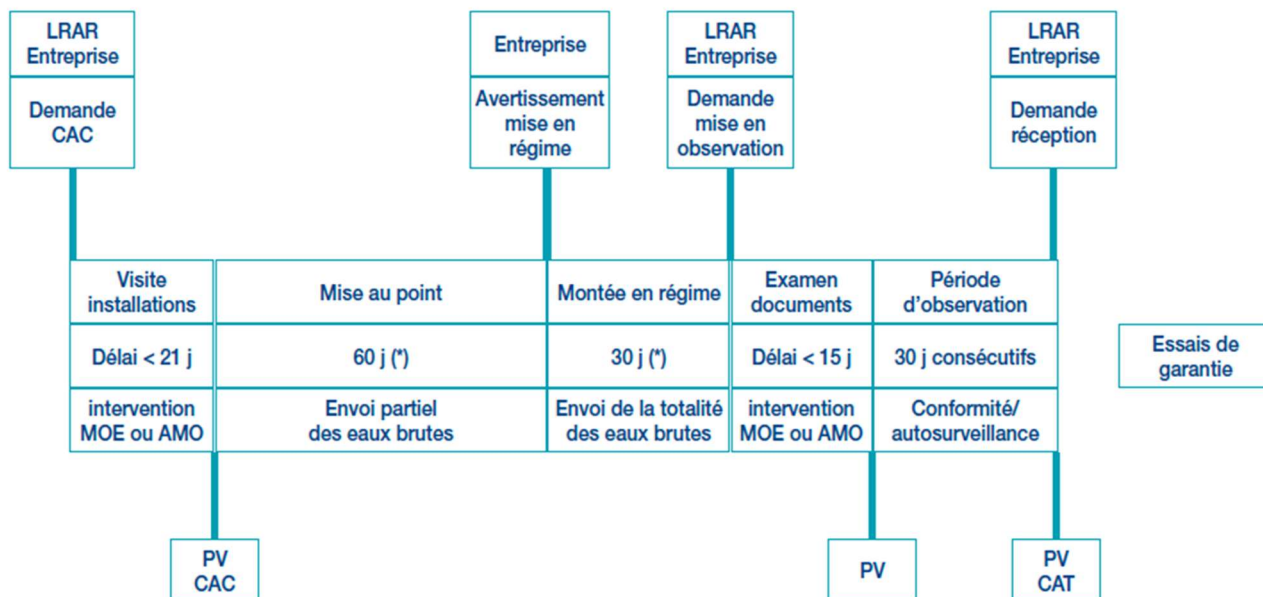 LRAR
Entreprise
Demande
CAC
Entreprise
Avertissement
mise en
régime
LRAR
Entreprise
Demande
mise en
observation
LRAR
Entreprise
Demande
réception
Visite
installations
Mise au point
Montée en régime
Examen
documents
Période
d’observation
Délai < 21 j
60 j (*)
30 j (*)
Délai < 15 j
30 j consécutifs
Essais de
garantie
intervention
MOE ou AMO
Envoi partiel
des eaux brutes
Envoi de la totalité
des eaux brutes
intervention
MOE ou AMO
Conformité/
autosurveillance
PV
CAC
PV
PV
CAT